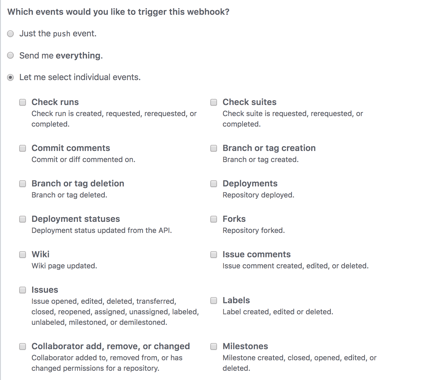 Which events would you like to trigger this webhook?
Just the push event.
Send me everything.
Let me select individual events.
Check runs
Check run is created, requested, rerequested, or
completed.
Check suites
Check suite is requested, rerequested, or
completed.
Commit comments
Commit or diff commented on.
Branch or tag creation
Branch or tag created.
Branch or tag deletion
Branch or tag deleted.
Deployments
Repository deployed.
Deployment statuses
Deployment status updated from the API.
Forks
Repository forked.
Wiki
Wiki page updated.
Issue comments
Issue comment created, edited, or deleted.
Issues
Issue opened, edited, deleted, transferred,
closed, reopened, assigned, unassigned, labeled,
unlabeled, milestoned, or demilestoned.
Labels
Label created, edited or deleted.
Collaborator add, remove, or changed
Collaborator added to, removed from, or has
changed permissions for a repository.
Milestones
Milestone created, closed, opened, edited, or
deleted.